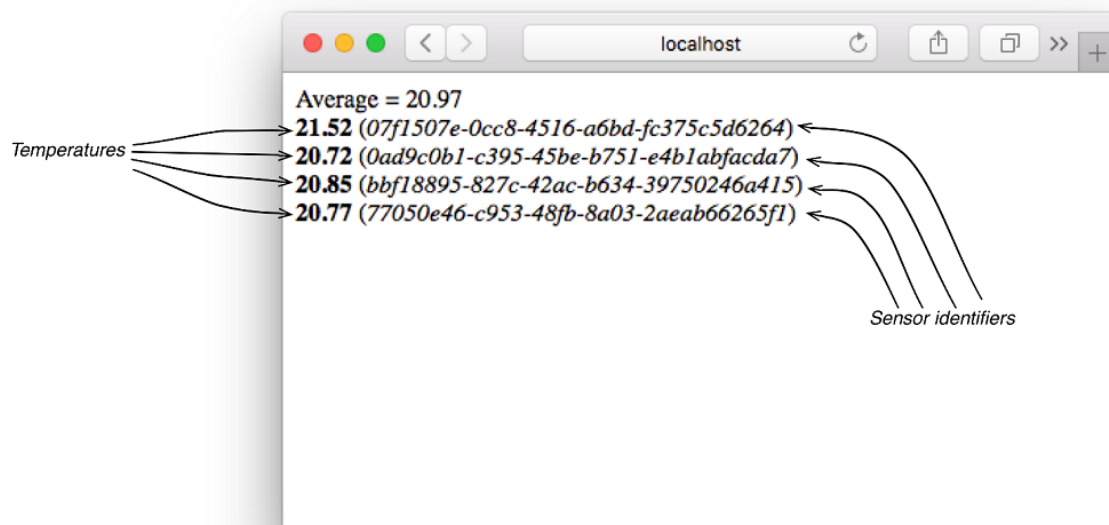 localhost
Average = 20.97
21.52 (07f1507e-0cc8-4516-a6bd-fc375c5d6264)
Temperatures
20.72 (0ad9c0b1-c395-45be-b751-e4b1abfacda7)
20.85 (bbf18895-827c-42ac-b634-39750246a415)
20.77 (77050e46-c953-48fb-8a03-2aeab66265f1)
Sensor identifiers